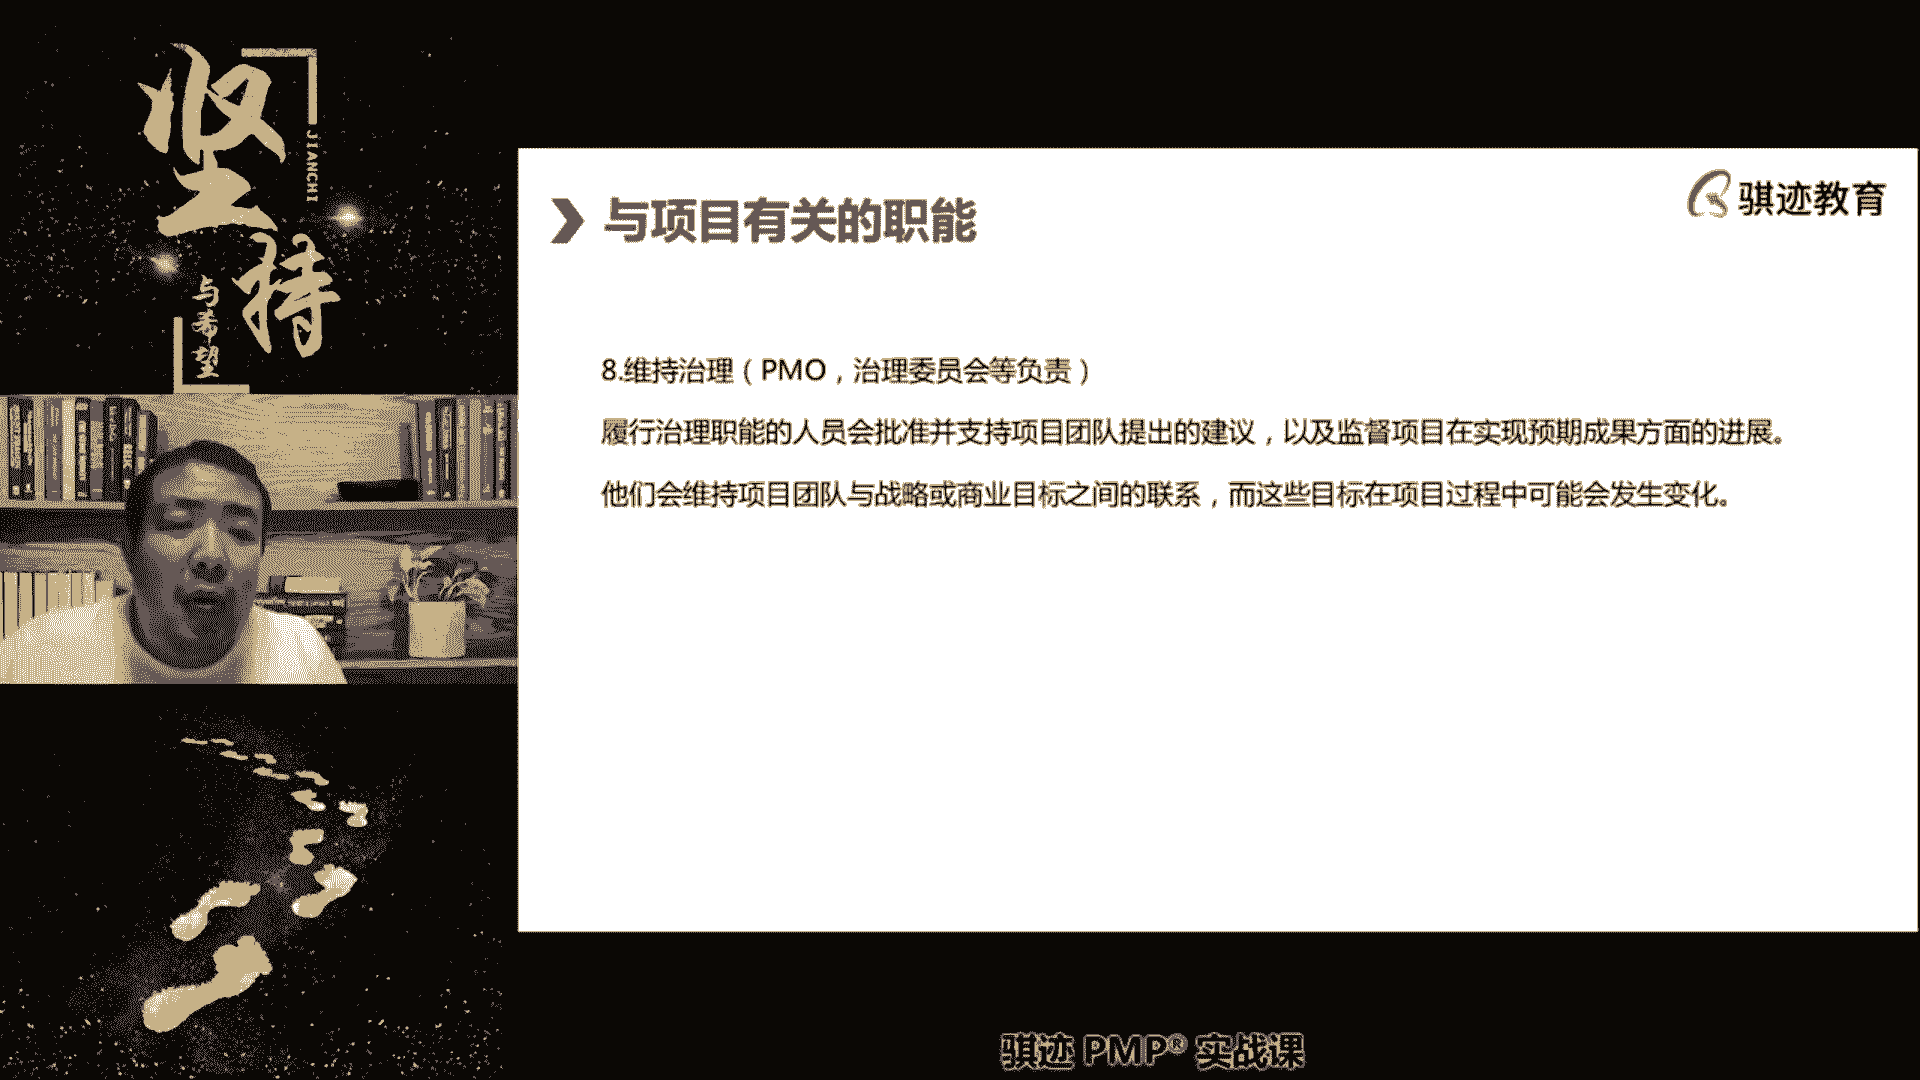 坚持
JIANCHI
与希望
骐迹教育
与项目有关的职能
8.维持治理（PMO，治理委员会等负责）
履行治理职能的人员会批准并支持项目团队提出的建议，以及监督项目在实现预期成果方面的进展。
他们会维持项目团队与战略或商业目标之间的联系，而这些目标在项目过程中可能会发生变化。
骐迹 PMP® 实战课